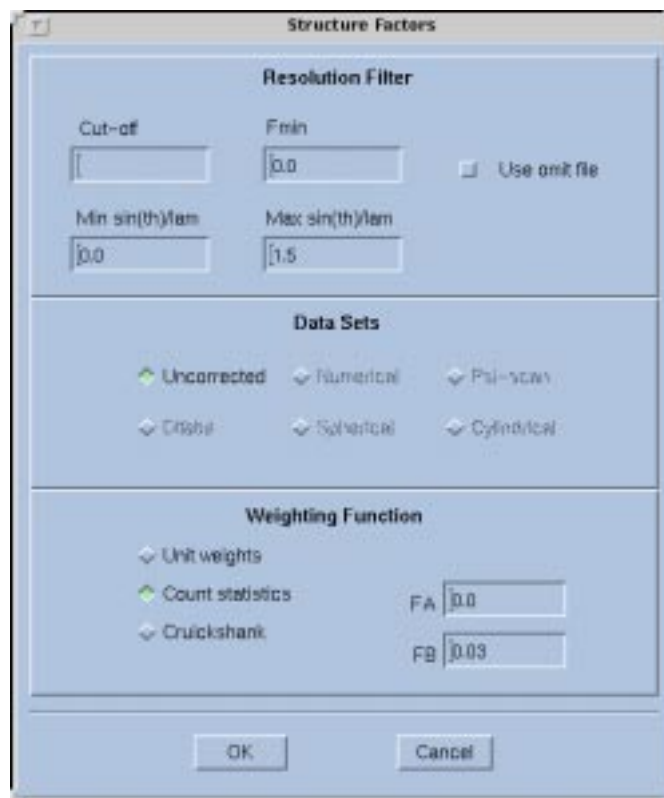 Structure Factors
Resolution Filter
Cut-off Fmin
0.0 Use omit file
Min sin(th)/lam Max sin(th)/lam
0.0 1.5
Data Sets
Uncorrected Numerical Psi-scan
Spherical Cylindrical
Weighting Function
Unit weights
Count statistics FA 0.0
Cruickshank FB 0.03
OK Cancel